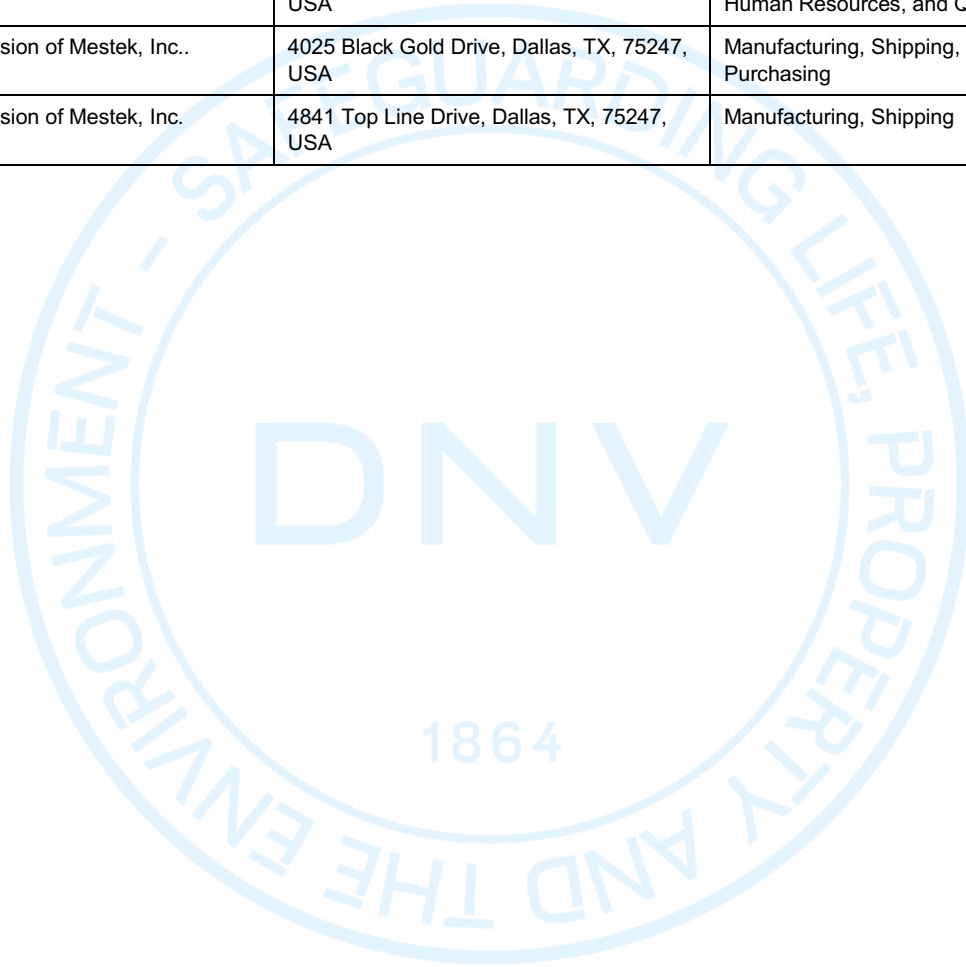 USA
Human Resources, and
sion of Mestek, Inc..
4025 Black Gold Drive, Dallas, TX, 75247,
Manufacturing, Shipping,
USA
Purchasing
sion of Mestek, Inc.
4841 Top Line Drive, Dallas, TX, 75247,
Manufacturing, Shipping
USA
SAFEGUARDING LIFE, PROPERTY AND THE ENVIRONMENT -
DNV
1864